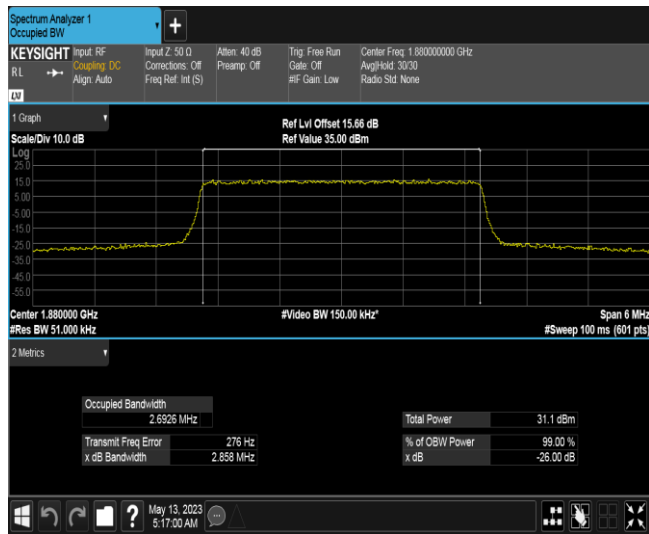 Spectrum Analyzer 1
Occupied BW
KEYSIGHT
RL
LXI
Input: RF
Coupling: DC
Align: Auto
Input Z: 50 Ω
Corrections: Off
Freq Ref: Int (S)
Atten: 40 dB
Preamp: Off
Trig: Free Run
Gate: Off
#IF Gain: Low
Center Freq: 1.880000000 GHz
Avg|Hold: 30/30
Radio Std: None
1 Graph
Scale/Div 10.0 dB
Ref Lvl Offset 15.66 dB
Ref Value 35.00 dBm
Log
25.0
15.0
5.00
-5.00
-15.0
-25.0
-35.0
-45.0
-55.0
Center 1.880000 GHz
#Video BW 150.00 kHz*
Span 6 MHz
#Res BW 51.000 kHz
#Sweep 100 ms (601 pts)
2 Metrics
Occupied Bandwidth
2.6926 MHz
Total Power 31.1 dBm
Transmit Freq Error 276 Hz
% of OBW Power 99.00 %
x dB Bandwidth 2.858 MHz
x dB -26.00 dB
?
May 13, 2023
5:17:00 AM